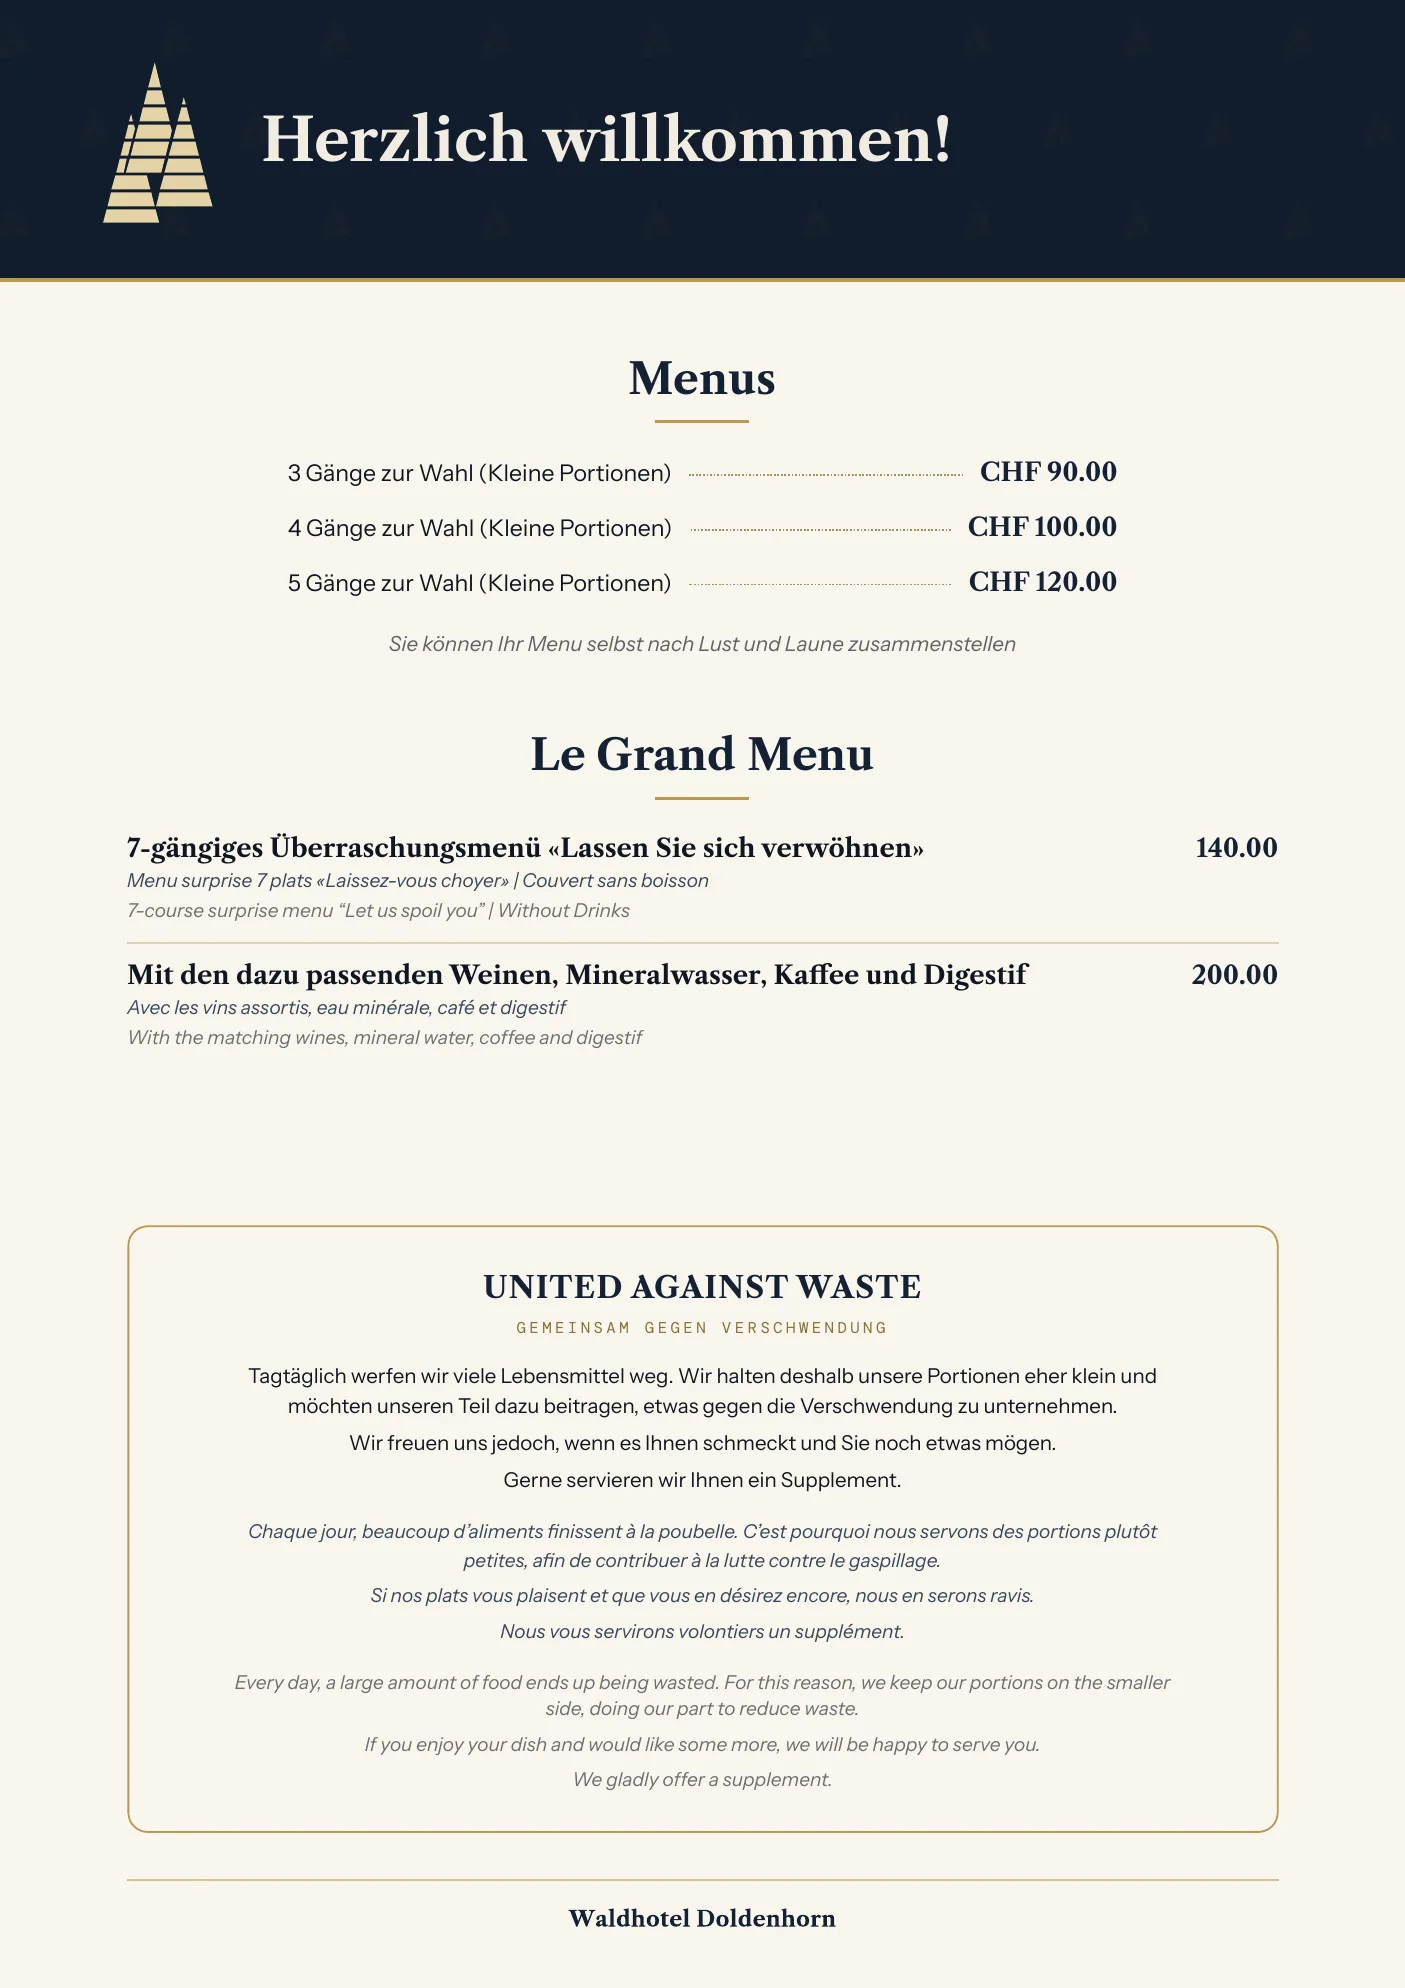 Herzlich willkommen!
Menus
3 Gänge zur Wahl (Kleine Portionen) CHF 90.00
4 Gänge zur Wahl (Kleine Portionen) CHF 100.00
5 Gänge zur Wahl (Kleine Portionen) CHF 120.00
Sie können Ihr Menu selbst nach Lust und Laune zusammenstellen
Le Grand Menu
7-gängiges Überraschungsmenü «Lassen Sie sich verwöhnen» 140.00
Menu surprise 7 plats «Laissez-vous choyer» | Couvert sans boisson
7-course surprise menu “Let us spoil you” | Without Drinks
Mit den dazu passenden Weinen, Mineralwasser, Kaffee und Digestif 200.00
Avec les vins assortis, eau minérale, café et digestif
With the matching wines, mineral water, coffee and digestif
UNITED AGAINST WASTE
GEMEINSAM GEGEN VERSCHWENDUNG
Tagtäglich werfen wir viele Lebensmittel weg. Wir halten deshalb unsere Portionen eher klein und
möchten unseren Teil dazu beitragen, etwas gegen die Verschwendung zu unternehmen.
Wir freuen uns jedoch, wenn es Ihnen schmeckt und Sie noch etwas mögen.
Gerne servieren wir Ihnen ein Supplement.
Chaque jour, beaucoup d’aliments finissent à la poubelle. C’est pourquoi nous servons des portions plutôt
petites, afin de contribuer à la lutte contre le gaspillage.
Si nos plats vous plaisent et que vous en désirez encore, nous en serons ravis.
Nous vous servirons volontiers un supplément.
Every day, a large amount of food ends up being wasted. For this reason, we keep our portions on the smaller
side, doing our part to reduce waste.
If you enjoy your dish and would like some more, we will be happy to serve you.
We gladly offer a supplement.
Waldhotel Doldenhorn